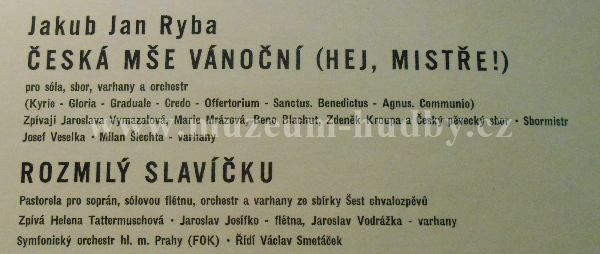 Jakub Jan Ryba
ČESKÁ MŠE VÁNOČNÍ (HEJ, MISTŘE!)
pro sóla, sbor, varhany a orchestr
(Kyrie - Gloria - Graduale - Credo - Offertorium - Sanctus. Benedictus - Agnus. Communio)
Zpívají Jaroslava Vymazalová, Marie Mrázová, Beno Blachut, Zdeněk Kroupa a Český pěvecký sbor • Sbormistr
www.muzeum-hudby.cz
Josef Veselka • Milan Šlechta - varhany
ROZMILÝ SLAVÍČKU
Pastorela pro soprán, sólovou flétnu, orchestr a varhany ze sbírky Šest chvalozpěvů
Zpívá Helena Tattermuschová • Jaroslav Josífko - flétna, Jaroslav Vodrážka - varhany
Symfonický orchestr hl. m. Prahy (FOK) • Řídí Václav Smetáček